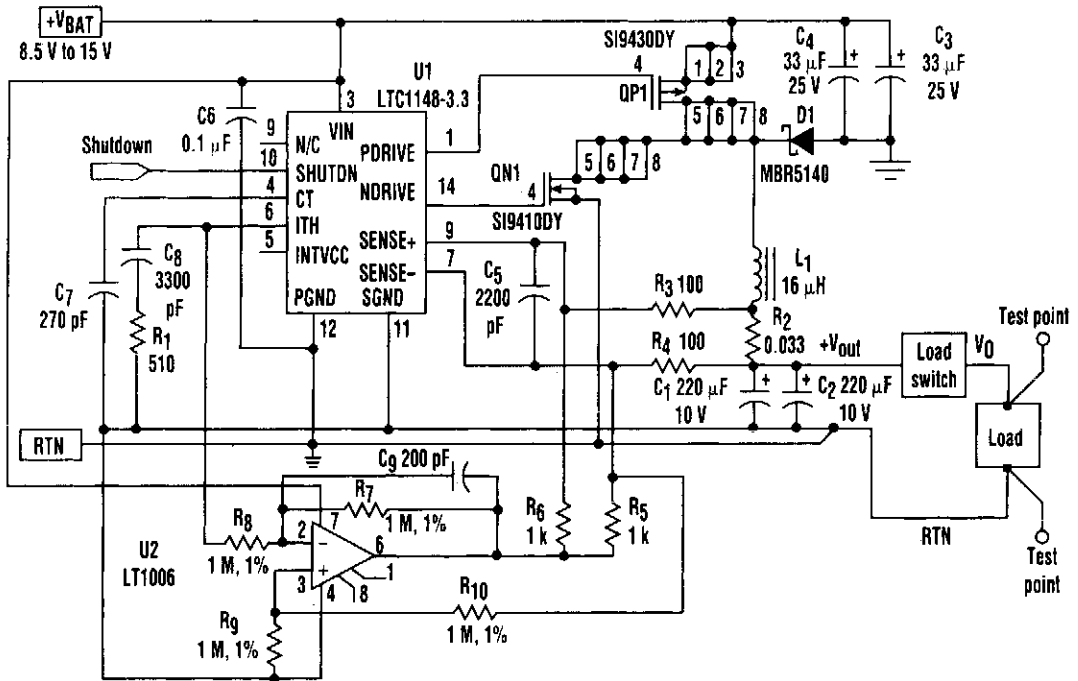 +VBAT
8.5 V to 15 V
SI9430DY
4
1
2
3
QP1
5
6
7
8
C4
33 µF
25 V
+
C3
33 µF
25 V
+
D1
MBR5140
U1
LTC1148-3.3
3
C6
0.1 µF
9
N/C
VIN
PDRIVE
1
Shutdown
10
SHUTDN
4
CT
NDRIVE
14
QN1
4
5
6
7
8
SI9410DY
6
ITH
5
INTVCC
SENSE+
9
SENSE–
7
PGND
SGND
12
11
C8
3300
pF
C7
270 pF
R1
510
C5
2200
pF
L1
16 µH
R3 100
R2
0.033
R4 100
+Vout
Load
switch
VO
Test point
C1 220 µF
10 V
+
+
C2 220 µF
10 V
Load
RTN
RTN
Test
point
C9 200 pF
R7
1 M, 1%
R8
1 M, 1%
7
2
–
6
+
3
4
8
1
U2
LT1006
R6
1 k
R5
1 k
R10
1 M, 1%
R9
1 M, 1%